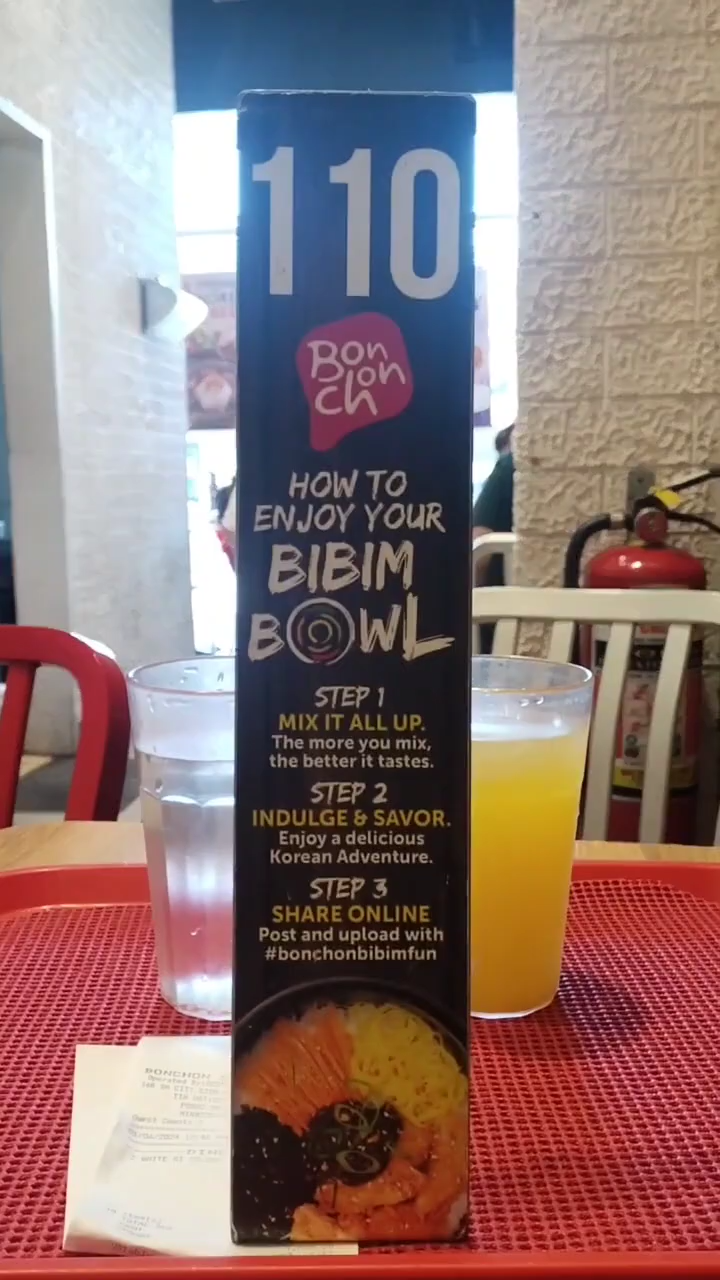 110
Bon
on
ch
HOW TO
ENJOY YOUR
BIBIM
BOWL
STEP 1
MIX IT ALL UP.
The more you mix,
the better it tastes.
STEP 2
INDULGE & SAVOR.
Enjoy a delicious
Korean Adventure.
STEP 3
SHARE ONLINE
Post and upload with
#bonchonbibimfun
BONCHON